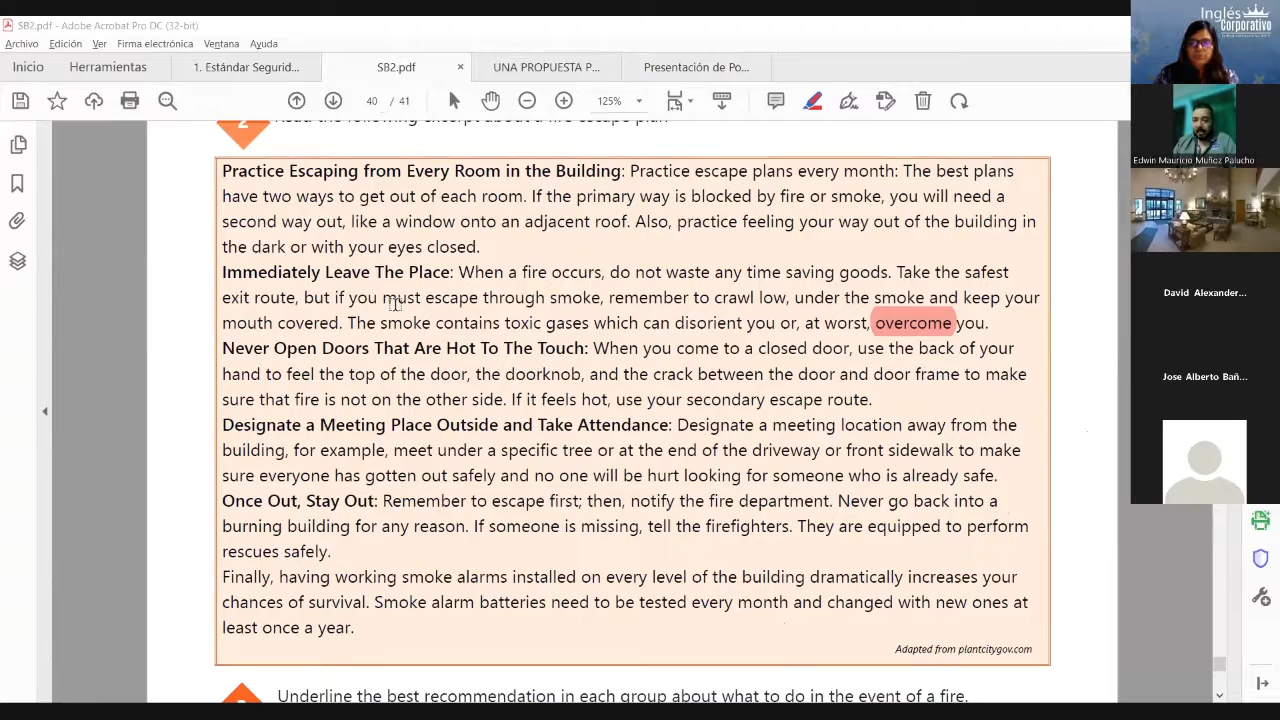 SB2.pdf - Adobe Acrobat Pro DC (32-bit)
Archivo Edición Ver Firma electrónica Ventana Ayuda
Inicio Herramientas 1. Estándar Segurid... SB2.pdf × UNA PROPUESTA P... Presentación de Po...
40 / 41 125%
2 Read the following excerpt about a fire escape plan
Practice Escaping from Every Room in the Building: Practice escape plans every month: The best plans
have two ways to get out of each room. If the primary way is blocked by fire or smoke, you will need a
second way out, like a window onto an adjacent roof. Also, practice feeling your way out of the building in
the dark or with your eyes closed.
Immediately Leave The Place: When a fire occurs, do not waste any time saving goods. Take the safest
exit route, but if you must escape through smoke, remember to crawl low, under the smoke and keep your
mouth covered. The smoke contains toxic gases which can disorient you or, at worst, overcome you.
Never Open Doors That Are Hot To The Touch: When you come to a closed door, use the back of your
hand to feel the top of the door, the doorknob, and the crack between the door and door frame to make
sure that fire is not on the other side. If it feels hot, use your secondary escape route.
Designate a Meeting Place Outside and Take Attendance: Designate a meeting location away from the
building, for example, meet under a specific tree or at the end of the driveway or front sidewalk to make
sure everyone has gotten out safely and no one will be hurt looking for someone who is already safe.
Once Out, Stay Out: Remember to escape first; then, notify the fire department. Never go back into a
burning building for any reason. If someone is missing, tell the firefighters. They are equipped to perform
rescues safely.
Finally, having working smoke alarms installed on every level of the building dramatically increases your
chances of survival. Smoke alarm batteries need to be tested every month and changed with new ones at
least once a year.
Adapted from plantcitygov.com
Underline the best recommendation in each group about what to do in the event of a fire.
Inglés
Corporativo
Edwin Mauricio Muñoz Palucho
David Alexander...
Jose Alberto Bañ...